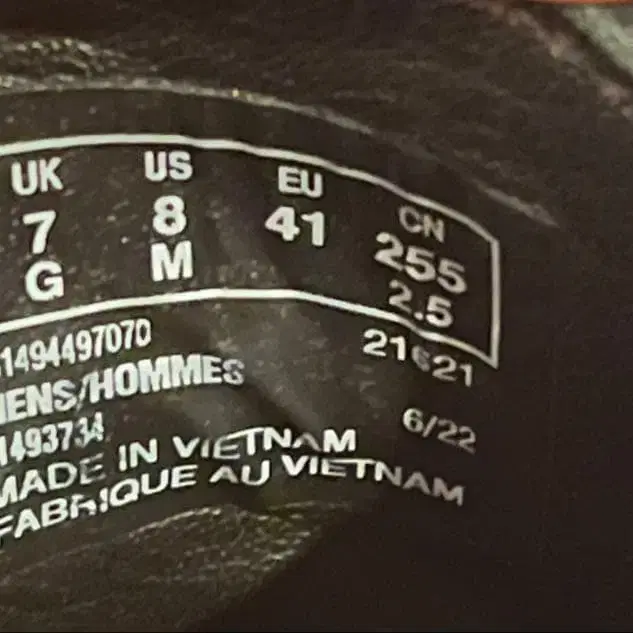 UK US EU CN
7 8 41 255
G M 2.5
1494497070 21621
ENS/HOMMES
1493734 6/22
MADE IN VIETNAM
FABRIQUE AU VIETNAM